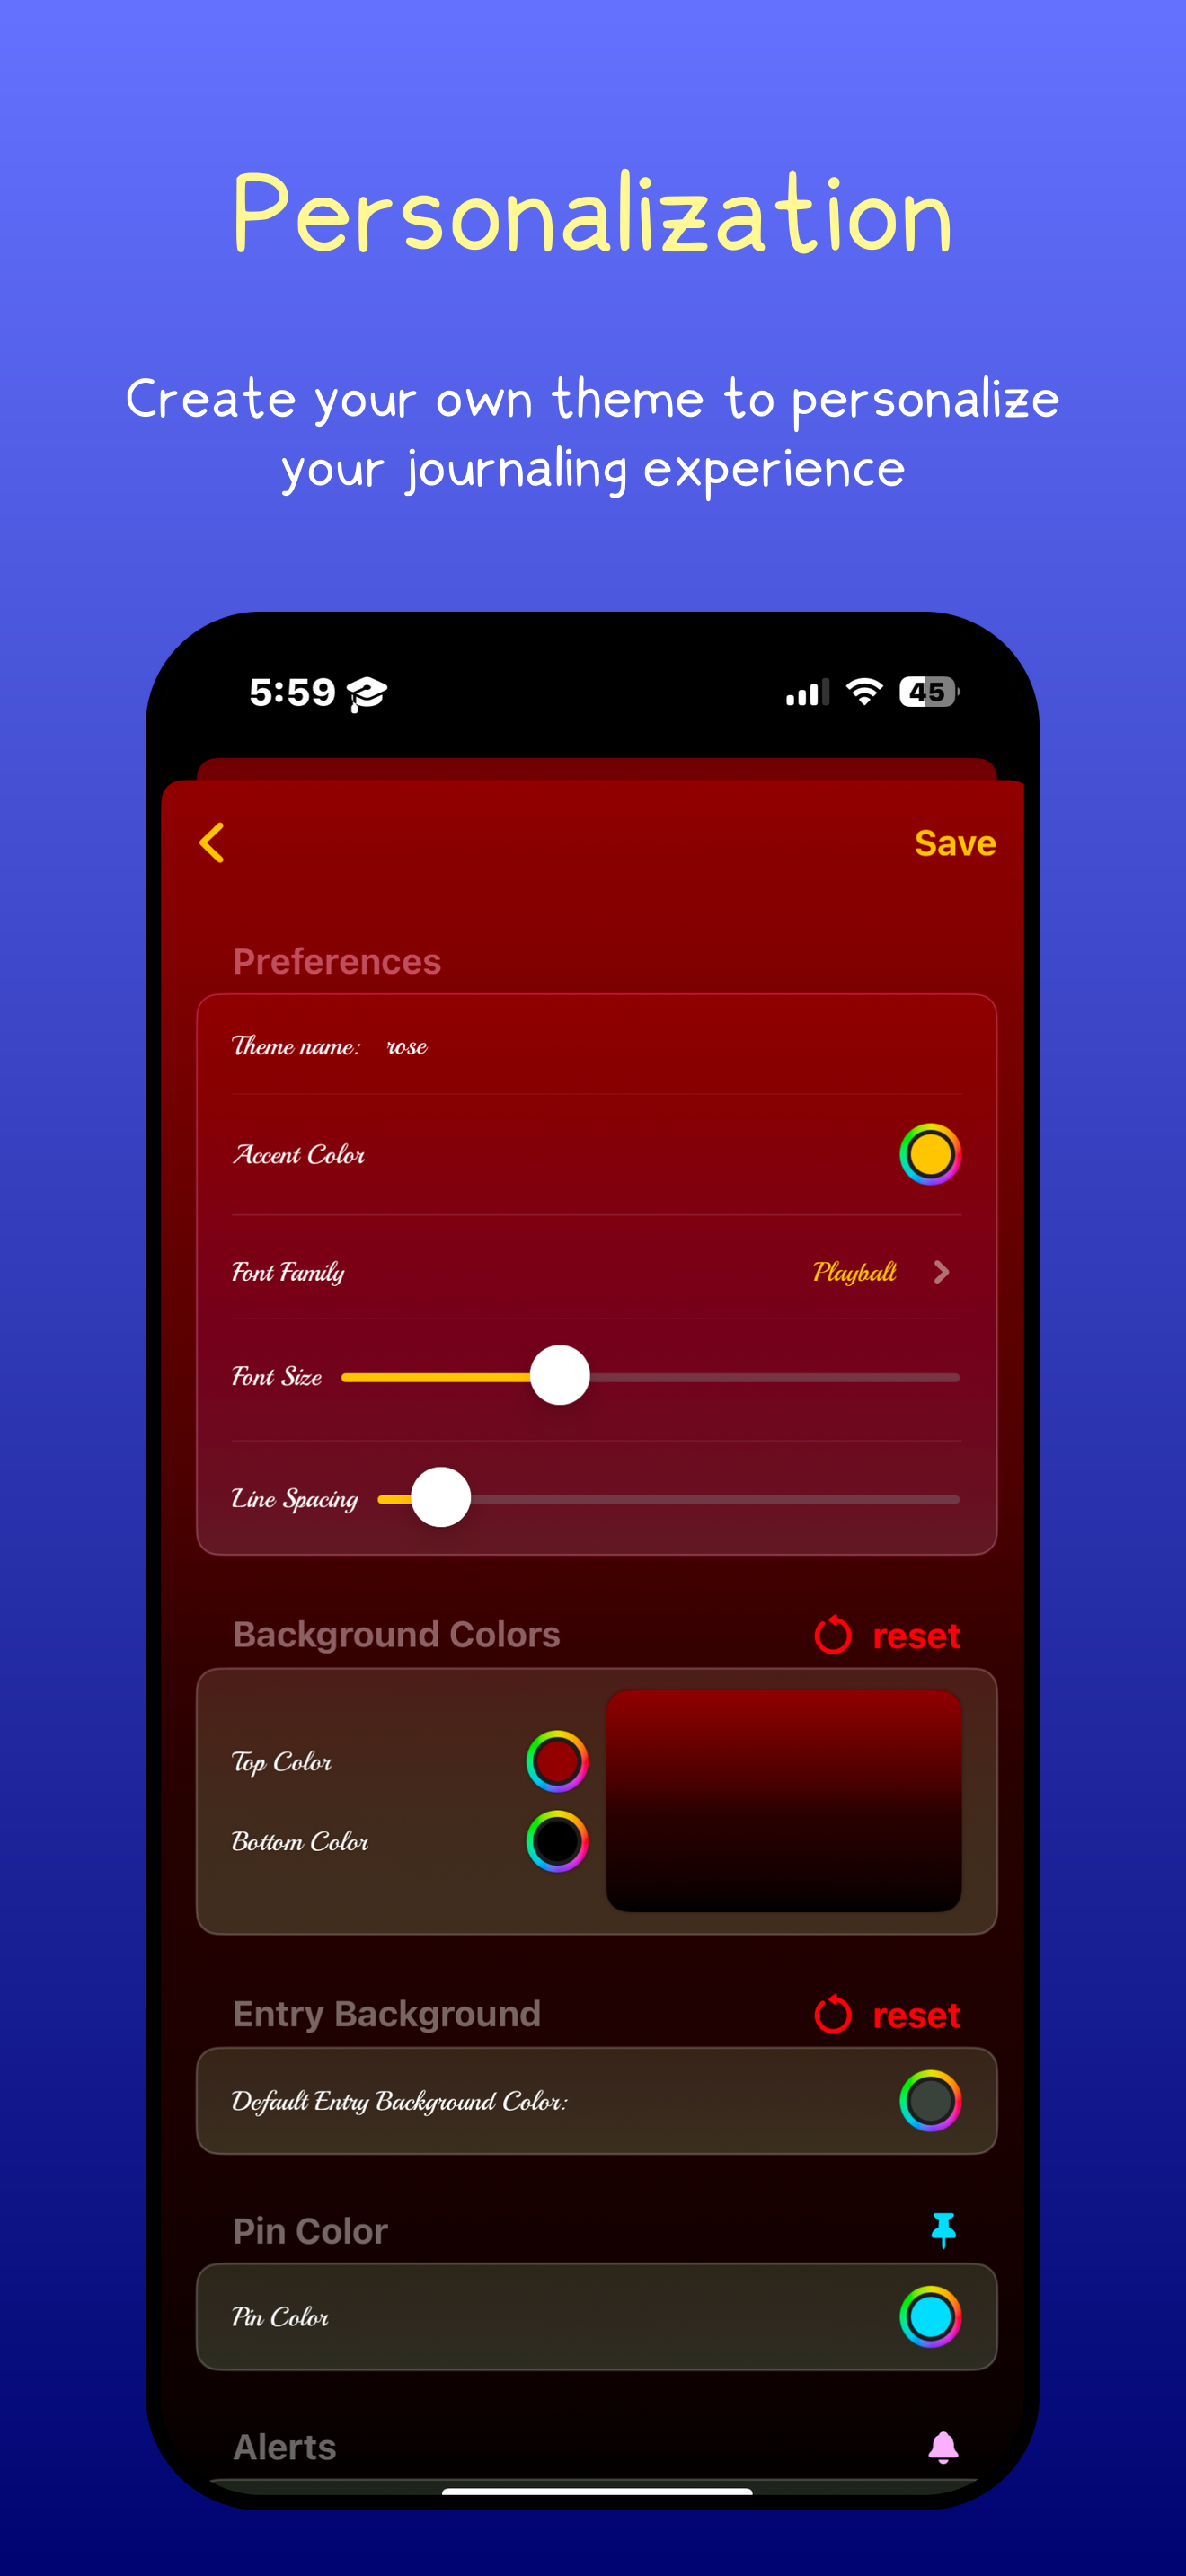 Personalization
Create your own theme to personalize
your journaling experience
5:59
45
Save
Preferences
Theme name: rose
Accent Color
Font Family Playball
Font Size
Line Spacing
Background Colors reset
Top Color
Bottom Color
Entry Background reset
Default Entry Background Color:
Pin Color
Pin Color
Alerts